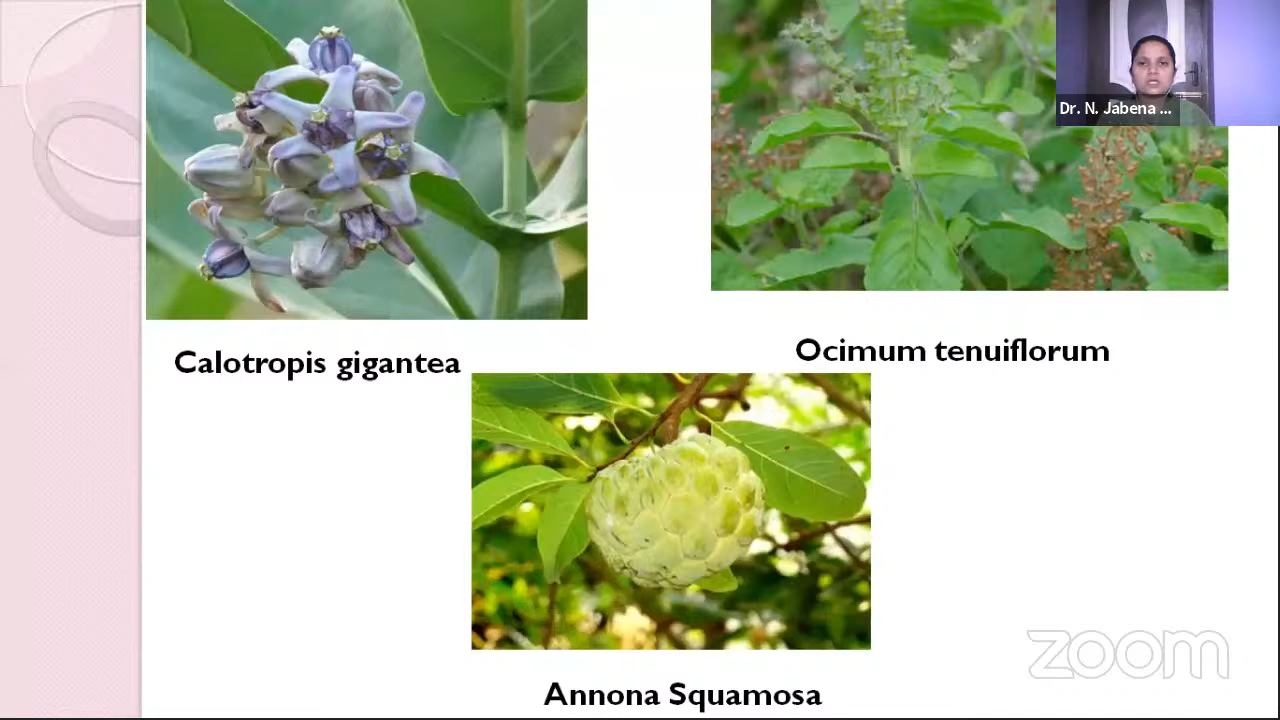 Dr. N. Jabena ...
Calotropis gigantea
Ocimum tenuiflorum
Annona Squamosa
zoom